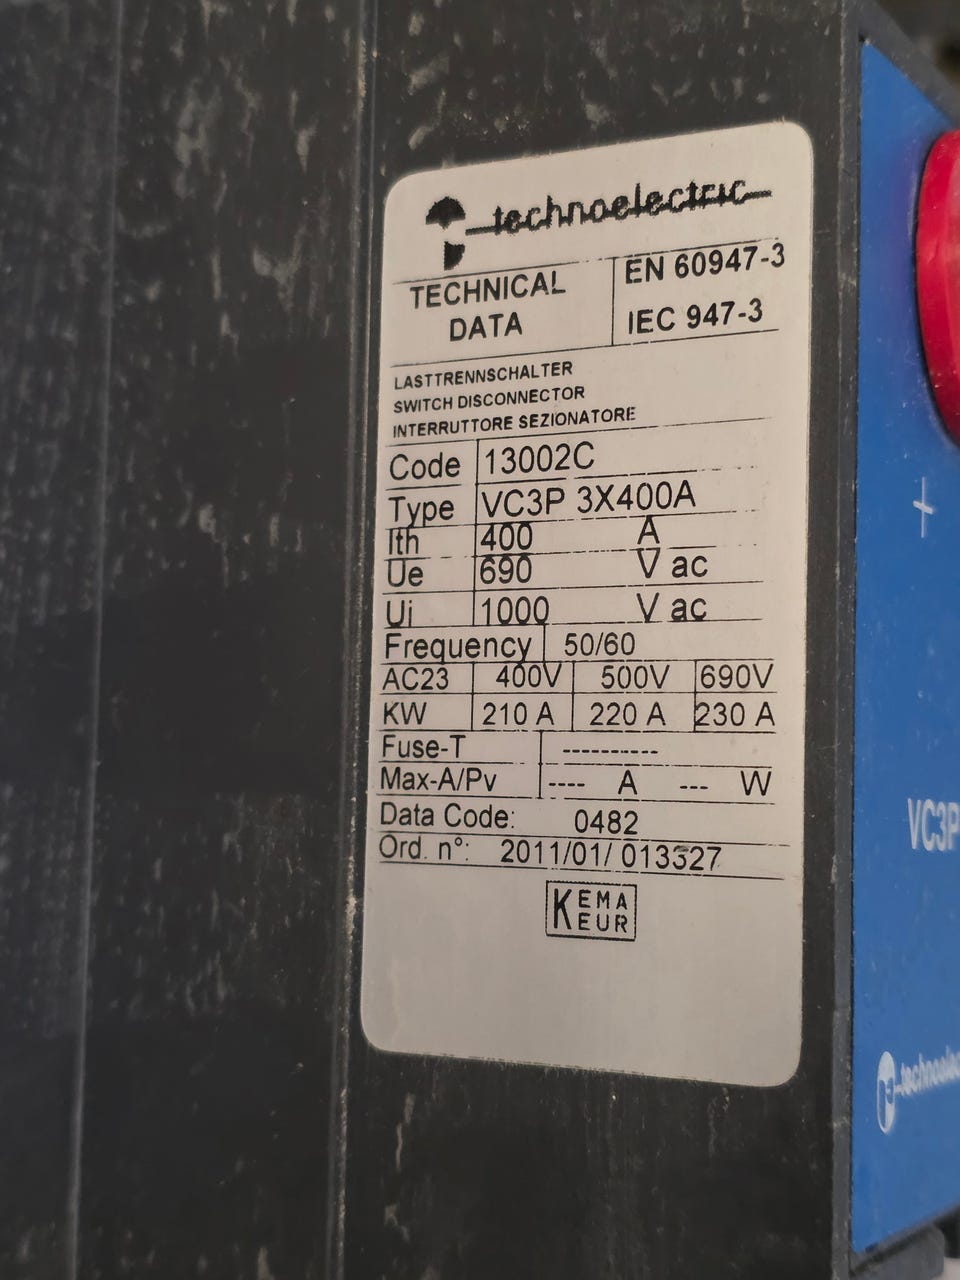 technoelectric
TECHNICAL
DATA
EN 60947-3
IEC 947-3
LASTTRENNSCHALTER
SWITCH DISCONNECTOR
INTERRUTTORE SEZIONATORE
Code 13002C
Type VC3P 3X400A
Ith 400 A
Ue 690 V ac
Ui 1000 V ac
Frequency 50/60
AC23 400V 500V 690V
KW 210 A 220 A 230 A
Fuse-T -----------
Max-A/Pv ---- A --- W
Data Code: 0482
Ord. n°: 2011/01/ 013327
KEMA
KEUR
VC3P